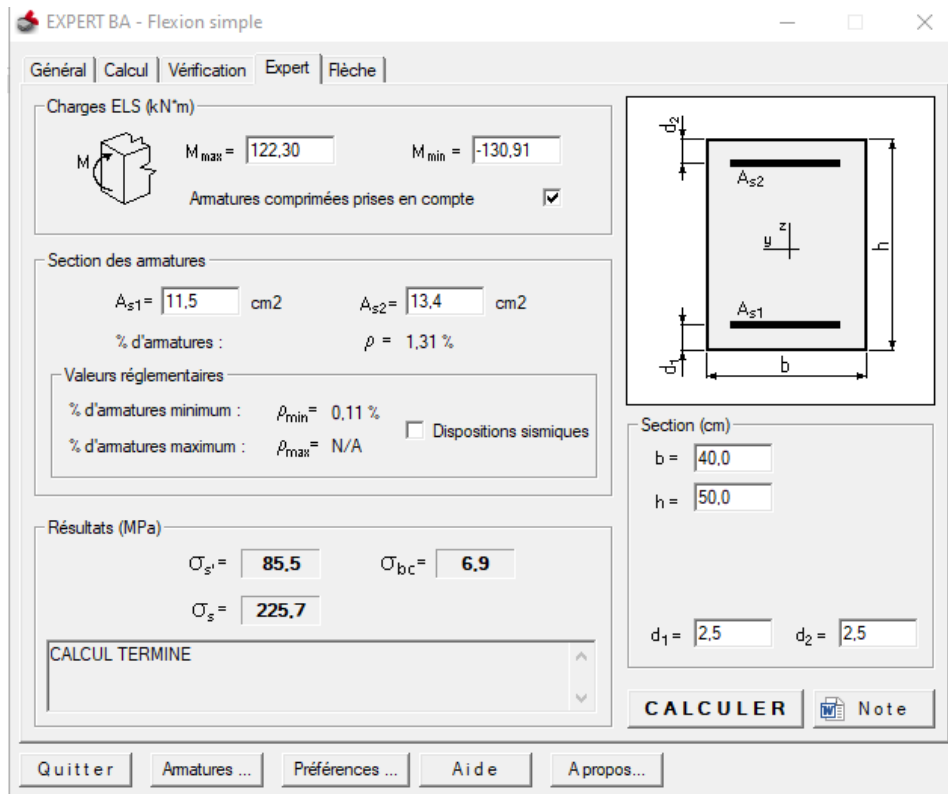 EXPERT BA - Flexion simple
Général Calcul Vérification Expert Flèche
Charges ELS (kN*m)
M
M max = 122,30 M min = -130,91
Armatures comprimées prises en compte
Section des armatures
As1= 11,5 cm2 As2= 13,4 cm2
% d'armatures : ρ = 1,31 %
Valeurs réglementaires
% d'armatures minimum : ρmin= 0,11 %
% d'armatures maximum : ρmax= N/A
Dispositions sismiques
Résultats (MPa)
σs'= 85,5 σbc= 6,9
σs= 225,7
CALCUL TERMINE
d2
As2
z
y
h
As1
d1
b
Section (cm)
b = 40,0
h = 50,0
d1 = 2,5 d2 = 2,5
CALCULER Note
Quitter Armatures ... Préférences ... Aide A propos...